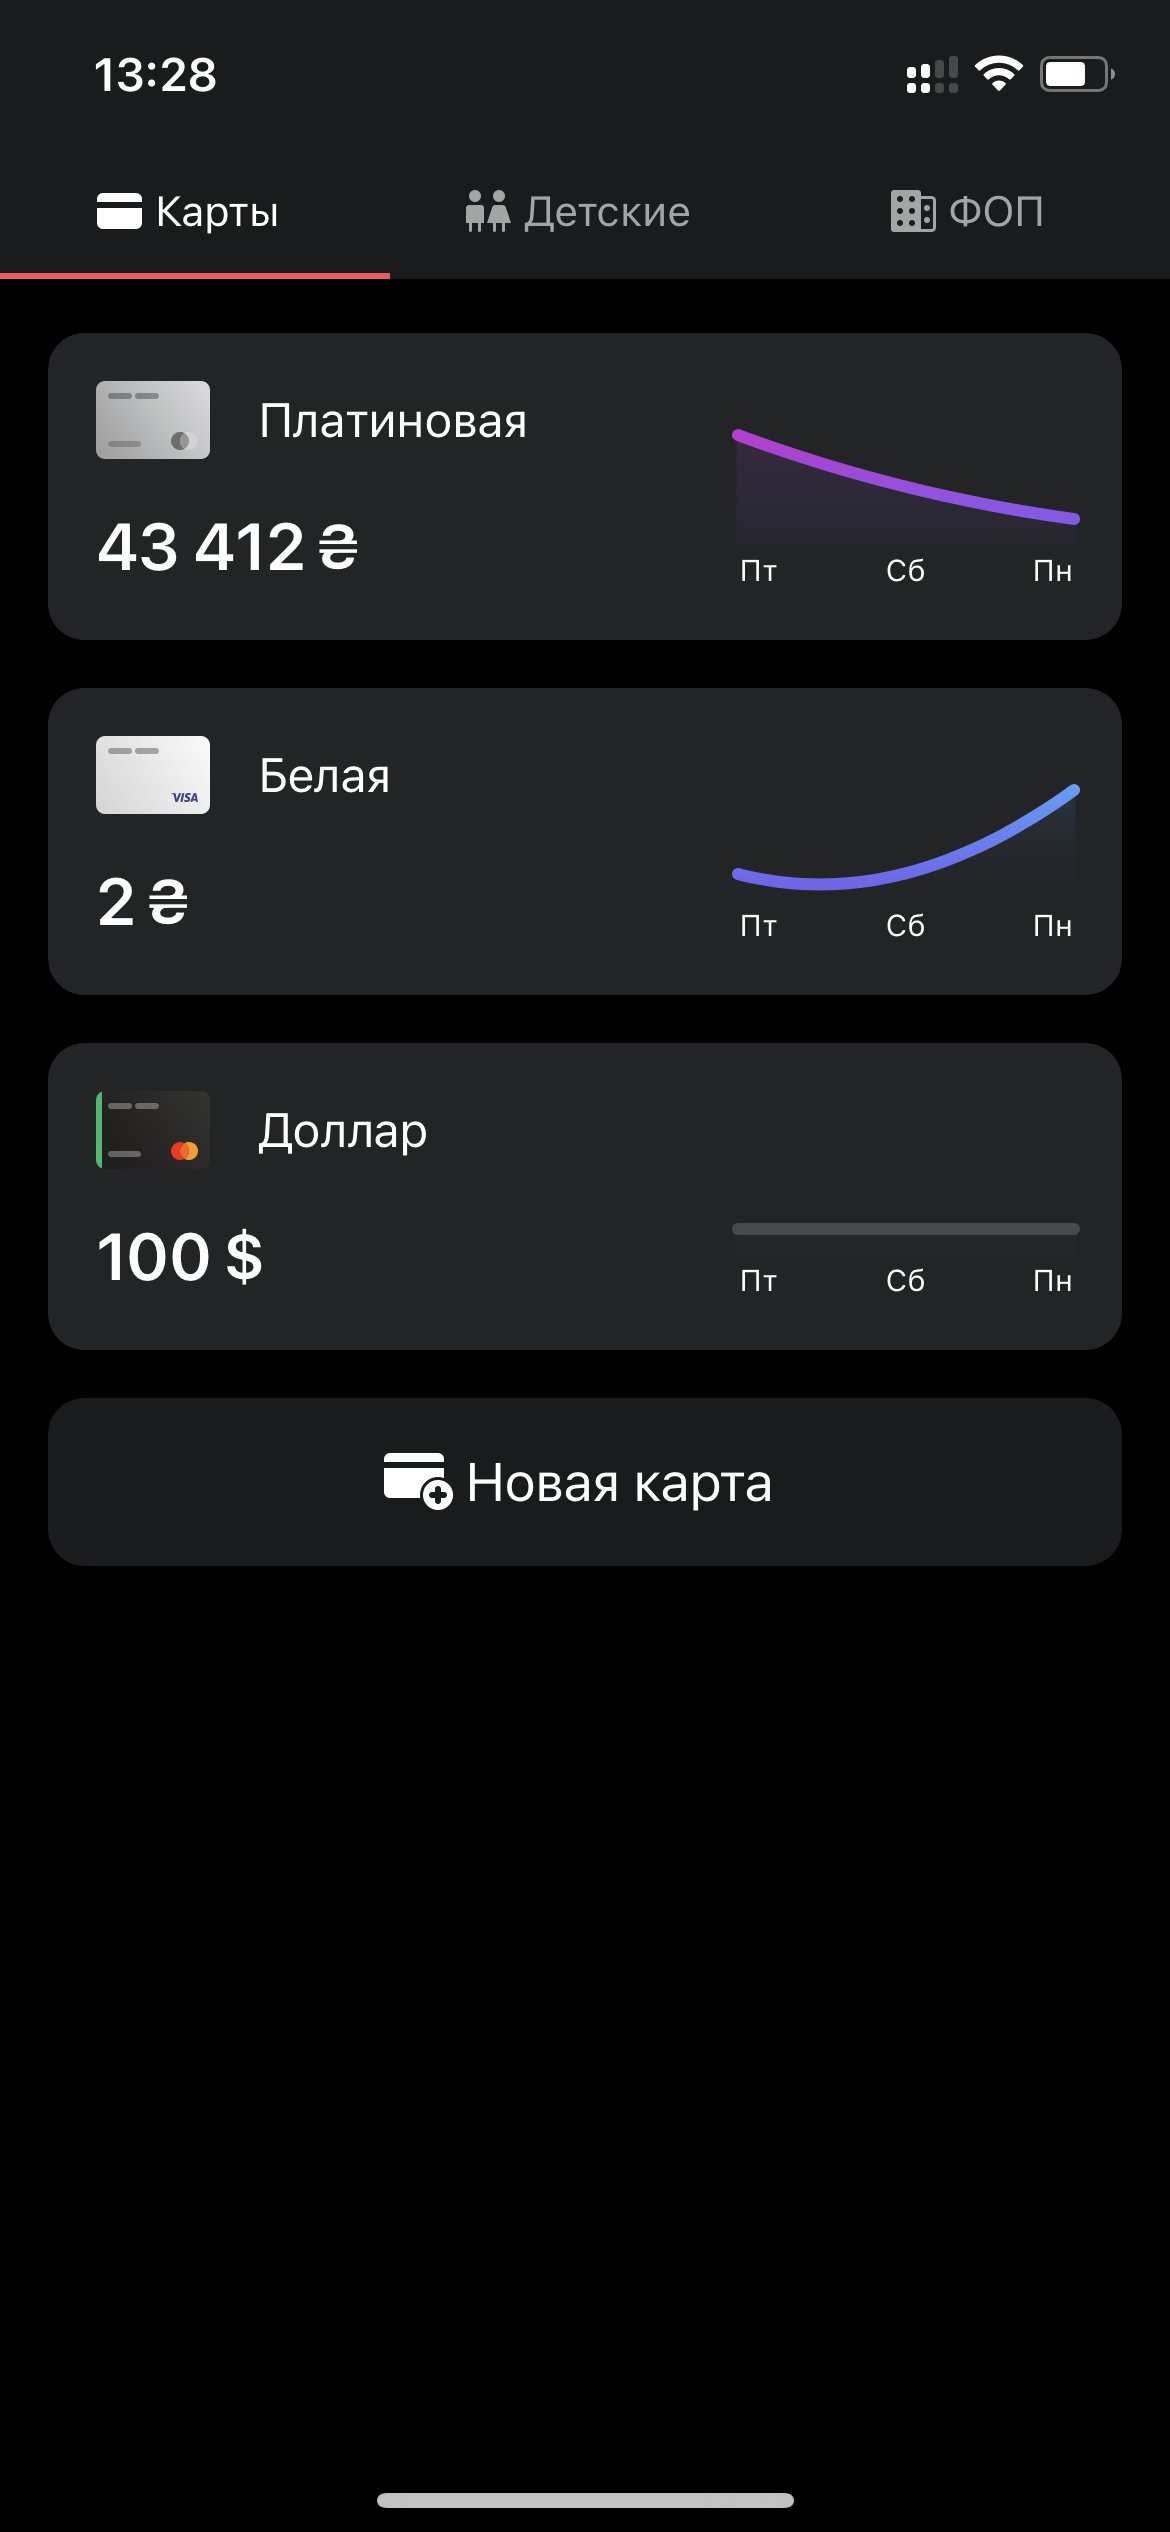 13:28
Карты Детские ФОП
Платиновая
43 412 ₴
Пт Сб Пн
Белая
VISA
2 ₴
Пт Сб Пн
Доллар
100 $
Пт Сб Пн
Новая карта